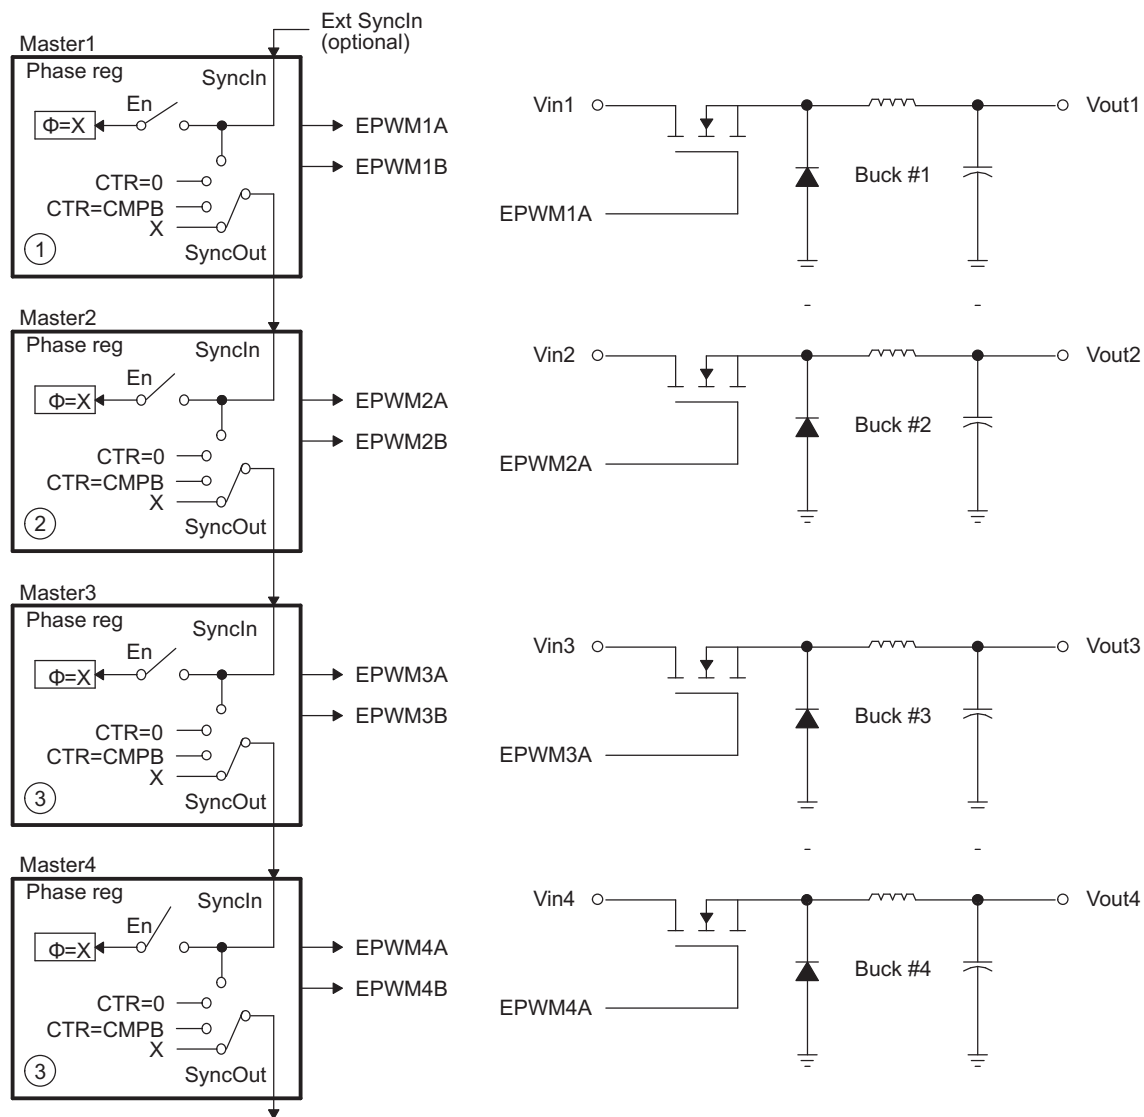 Ext SyncIn
(optional)
Master1
Phase reg
SyncIn
En
Φ=X
EPWM1A
EPWM1B
CTR=0
CTR=CMPB
X
SyncOut
1
Vin1
Vout1
Buck #1
EPWM1A
Master2
Phase reg
SyncIn
En
Φ=X
EPWM2A
EPWM2B
CTR=0
CTR=CMPB
X
SyncOut
2
Vin2
Vout2
Buck #2
EPWM2A
Master3
Phase reg
SyncIn
En
Φ=X
EPWM3A
EPWM3B
CTR=0
CTR=CMPB
X
SyncOut
3
Vin3
Vout3
Buck #3
EPWM3A
Master4
Phase reg
SyncIn
En
Φ=X
EPWM4A
EPWM4B
CTR=0
CTR=CMPB
X
SyncOut
3
Vin4
Vout4
Buck #4
EPWM4A